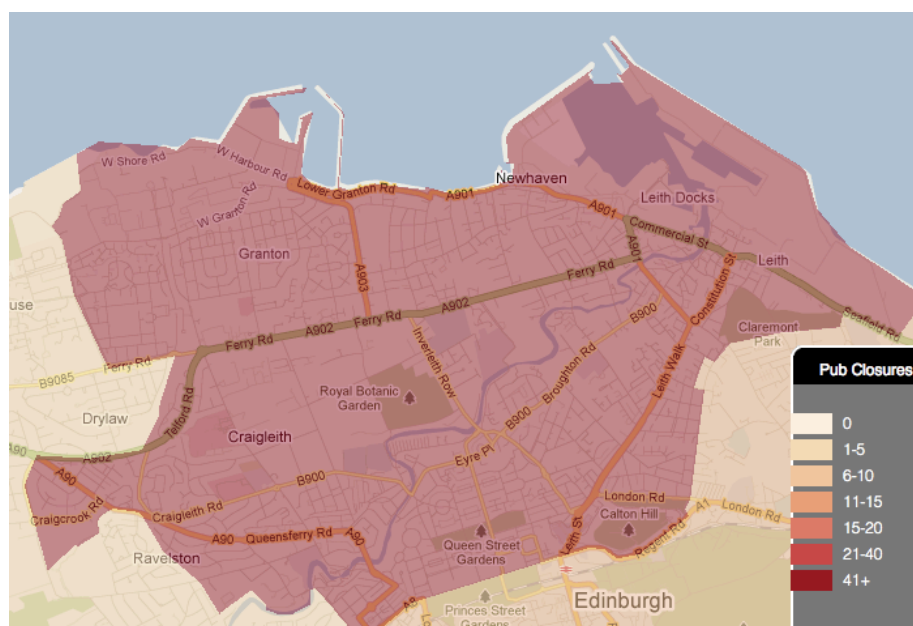 W Shore Rd
W Harbour Rd
Lower Granton Rd
A901
Newhaven
W Granton Rd
Leith Docks
A901
Commercial St
A901
Granton
A903
Leith
Ferry Rd
A902
Constitution St
Seafield Rd
use
Ferry Rd
A902
Ferry Rd
Inverleith Row
B900
Claremont
Park
Ferry Rd
B9085
Broughton Rd
Leith Walk
Pub Closures
Royal Botanic
Garden
Drylaw
Telford Rd
B900
0
Craigleith
1-5
A90
A902
Eyre Pl
6-10
A90
B900
London Rd
A1
London Rd
11-15
Craigcrook Rd
Craigleith Rd
Calton Hill
15-20
A90
Queensferry Rd
A90
Queen Street
Gardens
Leith St
Regent Rd
21-40
Ravelston
41+
A8
Princes Street
Gardens
Edinburgh